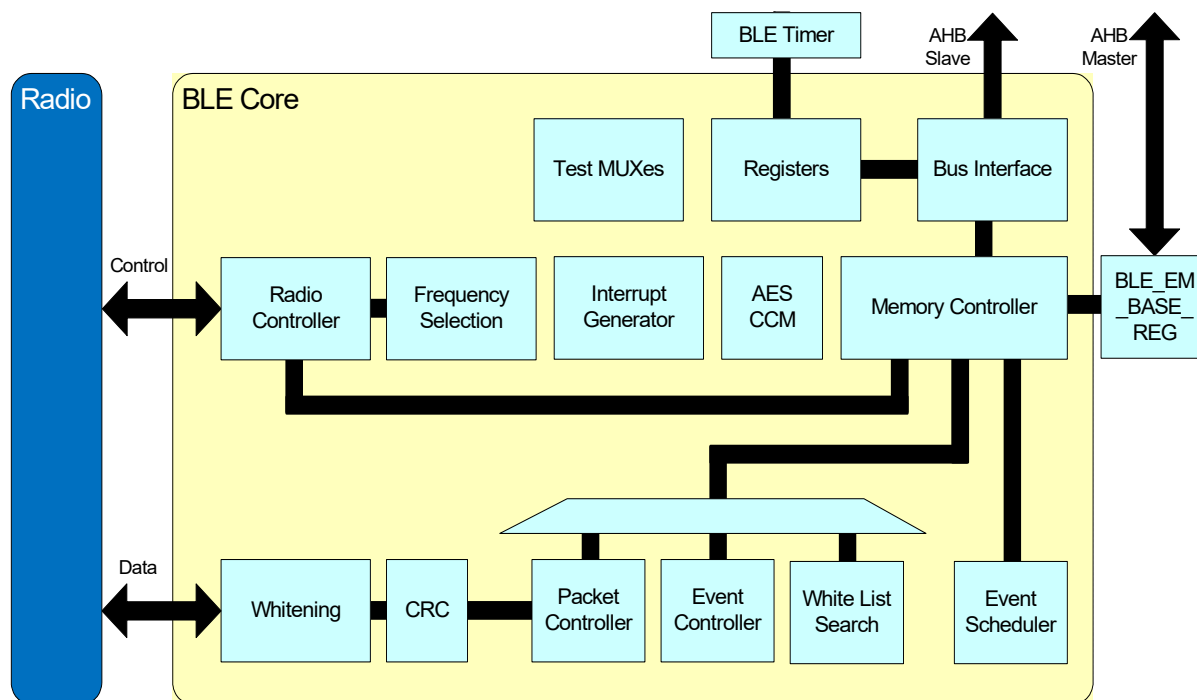 BLE Timer
AHB
Slave
AHB
Master
Radio
BLE Core
Test MUXes
Registers
Bus Interface
Control
Radio
Controller
Frequency
Selection
Interrupt
Generator
AES
CCM
Memory Controller
BLE_EM
_BASE_
REG
Data
Whitening
CRC
Packet
Controller
Event
Controller
White List
Search
Event
Scheduler